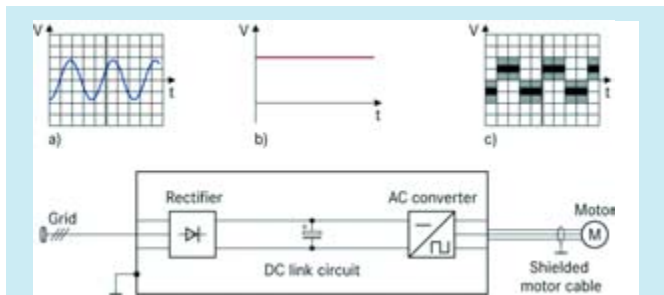 V
t
a)
V
t
b)
V
t
c)
Grid
Rectifier
DC link circuit
AC converter
Motor
M
Shielded
motor cable